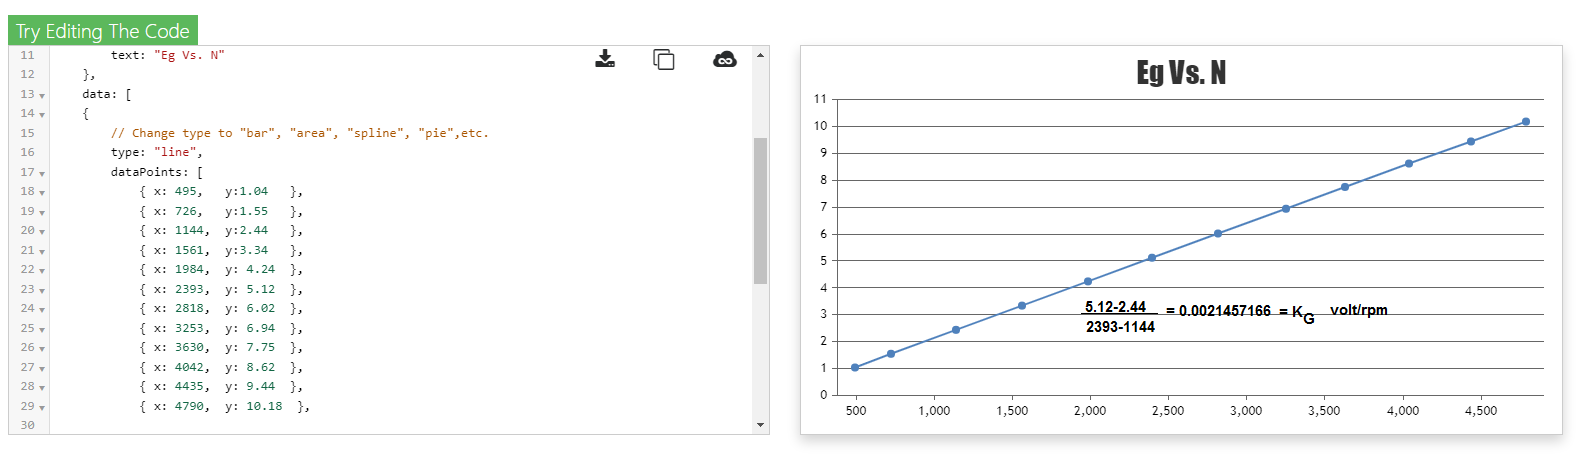 Try Editing The Code
11 text: "Eg Vs. N"
12 },
13 data: [
14 {
15 // Change type to "bar", "area", "spline", "pie",etc.
16 type: "line",
17 dataPoints: [
18 { x: 495, y:1.04 },
19 { x: 726, y:1.55 },
20 { x: 1144, y:2.44 },
21 { x: 1561, y:3.34 },
22 { x: 1984, y: 4.24 },
23 { x: 2393, y: 5.12 },
24 { x: 2818, y: 6.02 },
25 { x: 3253, y: 6.94 },
26 { x: 3630, y: 7.75 },
27 { x: 4042, y: 8.62 },
28 { x: 4435, y: 9.44 },
29 { x: 4790, y: 10.18 },
30
Eg Vs. N
11
10
9
8
7
6
5
4
3
2
1
0
5.12-2.44 = 0.0021457166 = KG volt/rpm
2393-1144
500 1,000 1,500 2,000 2,500 3,000 3,500 4,000 4,500